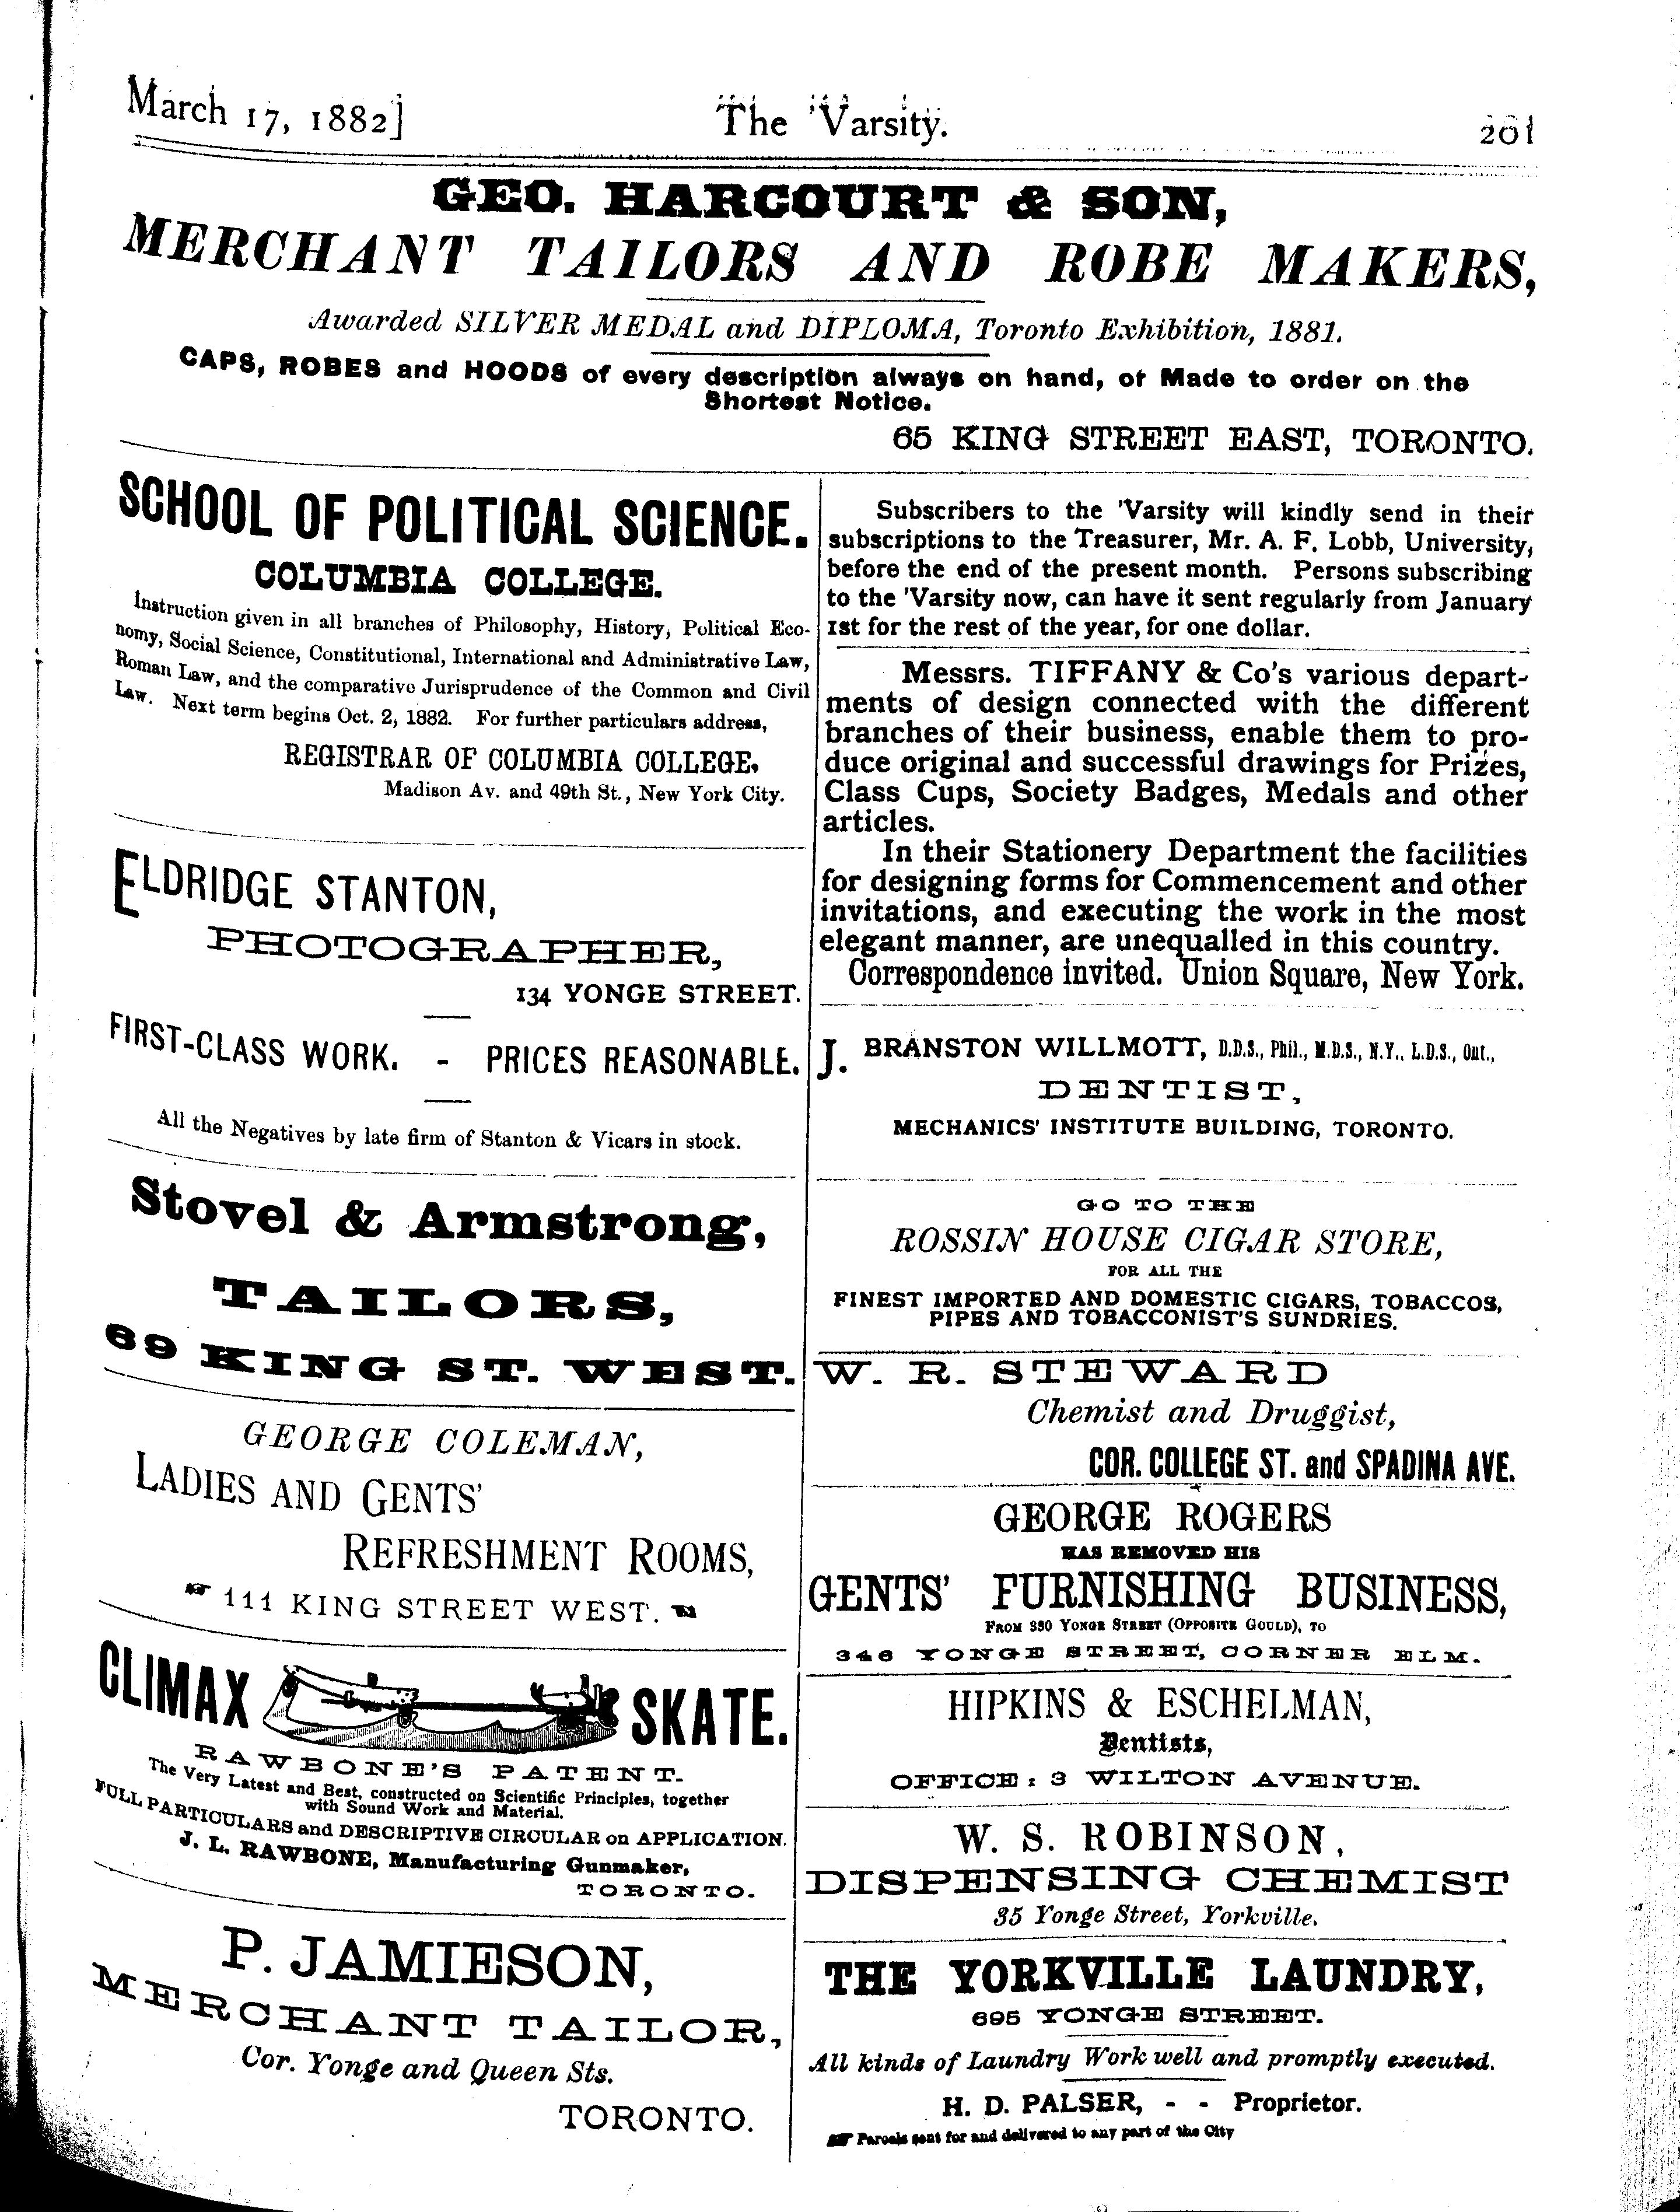 March 17, 1882]
The 'Varsity.
201
GEO. HARCOURT & SON,
MERCHANT TAILORS AND ROBE MAKERS,
Awarded SILVER MEDAL and DIPLOMA, Toronto Exhibition, 1881.
CAPS, ROBES and HOODS of every description always on hand, or Made to order on the
Shortest Notice.
65 KING STREET EAST, TORONTO.
SCHOOL OF POLITICAL SCIENCE.
COLUMBIA COLLEGE.
Instruction given in all branches of Philosophy, History, Political Eco-
nomy, Social Science, Constitutional, International and Administrative Law,
Roman Law, and the comparative Jurisprudence of the Common and Civil
Law. Next term begins Oct. 2, 1882. For further particulars address,
REGISTRAR OF COLUMBIA COLLEGE,
Madison Av. and 49th St., New York City.
ELDRIDGE STANTON,
PHOTOGRAPHER,
134 YONGE STREET.
FIRST-CLASS WORK. - PRICES REASONABLE.
All the Negatives by late firm of Stanton & Vicars in stock.
Stovel & Armstrong,
TAILORS,
69 KING ST. WEST.
GEORGE COLEMAN,
LADIES AND GENTS'
REFRESHMENT ROOMS,
111 KING STREET WEST.
CLIMAX SKATE.
RAWBONE'S PATENT.
The Very Latest and Best, constructed on Scientific Principles, together
with Sound Work and Material.
FULL PARTICULARS and DESCRIPTIVE CIRCULAR on APPLICATION.
J. L. RAWBONE, Manufacturing Gunmaker,
TORONTO.
P. JAMIESON,
MERCHANT TAILOR,
Cor. Yonge and Queen Sts.
TORONTO.
Subscribers to the 'Varsity will kindly send in their
subscriptions to the Treasurer, Mr. A. F. Lobb, University,
before the end of the present month. Persons subscribing
to the 'Varsity now, can have it sent regularly from January
1st for the rest of the year, for one dollar.
Messrs. TIFFANY & Co's various depart-
ments of design connected with the different
branches of their business, enable them to pro-
duce original and successful drawings for Prizes,
Class Cups, Society Badges, Medals and other
articles.
In their Stationery Department the facilities
for designing forms for Commencement and other
invitations, and executing the work in the most
elegant manner, are unequalled in this country.
Correspondence invited. Union Square, New York.
J. BRANSTON WILLMOTT, D.D.S., Phil., M.D.S., N.Y., L.D.S., Ont.,
DENTIST,
MECHANICS' INSTITUTE BUILDING, TORONTO.
GO TO THE
ROSSIN HOUSE CIGAR STORE,
FOR ALL THE
FINEST IMPORTED AND DOMESTIC CIGARS, TOBACCOS,
PIPES AND TOBACCONIST'S SUNDRIES.
W. R. STEWARD
Chemist and Druggist,
COR. COLLEGE ST. and SPADINA AVE.
GEORGE ROGERS
HAS REMOVED HIS
GENTS' FURNISHING BUSINESS,
FROM 330 YONGE STREET (OPPOSITE GOULD), TO
346 YONGE STREET, CORNER ELM.
HIPKINS & ESCHELMAN,
Dentists,
OFFICE: 3 WILTON AVENUE.
W. S. ROBINSON,
DISPENSING CHEMIST
35 Yonge Street, Yorkville.
THE YORKVILLE LAUNDRY,
695 YONGE STREET.
All kinds of Laundry Work well and promptly executed.
H. D. PALSER, - - Proprietor.
Parcels sent for and delivered to any part of the City